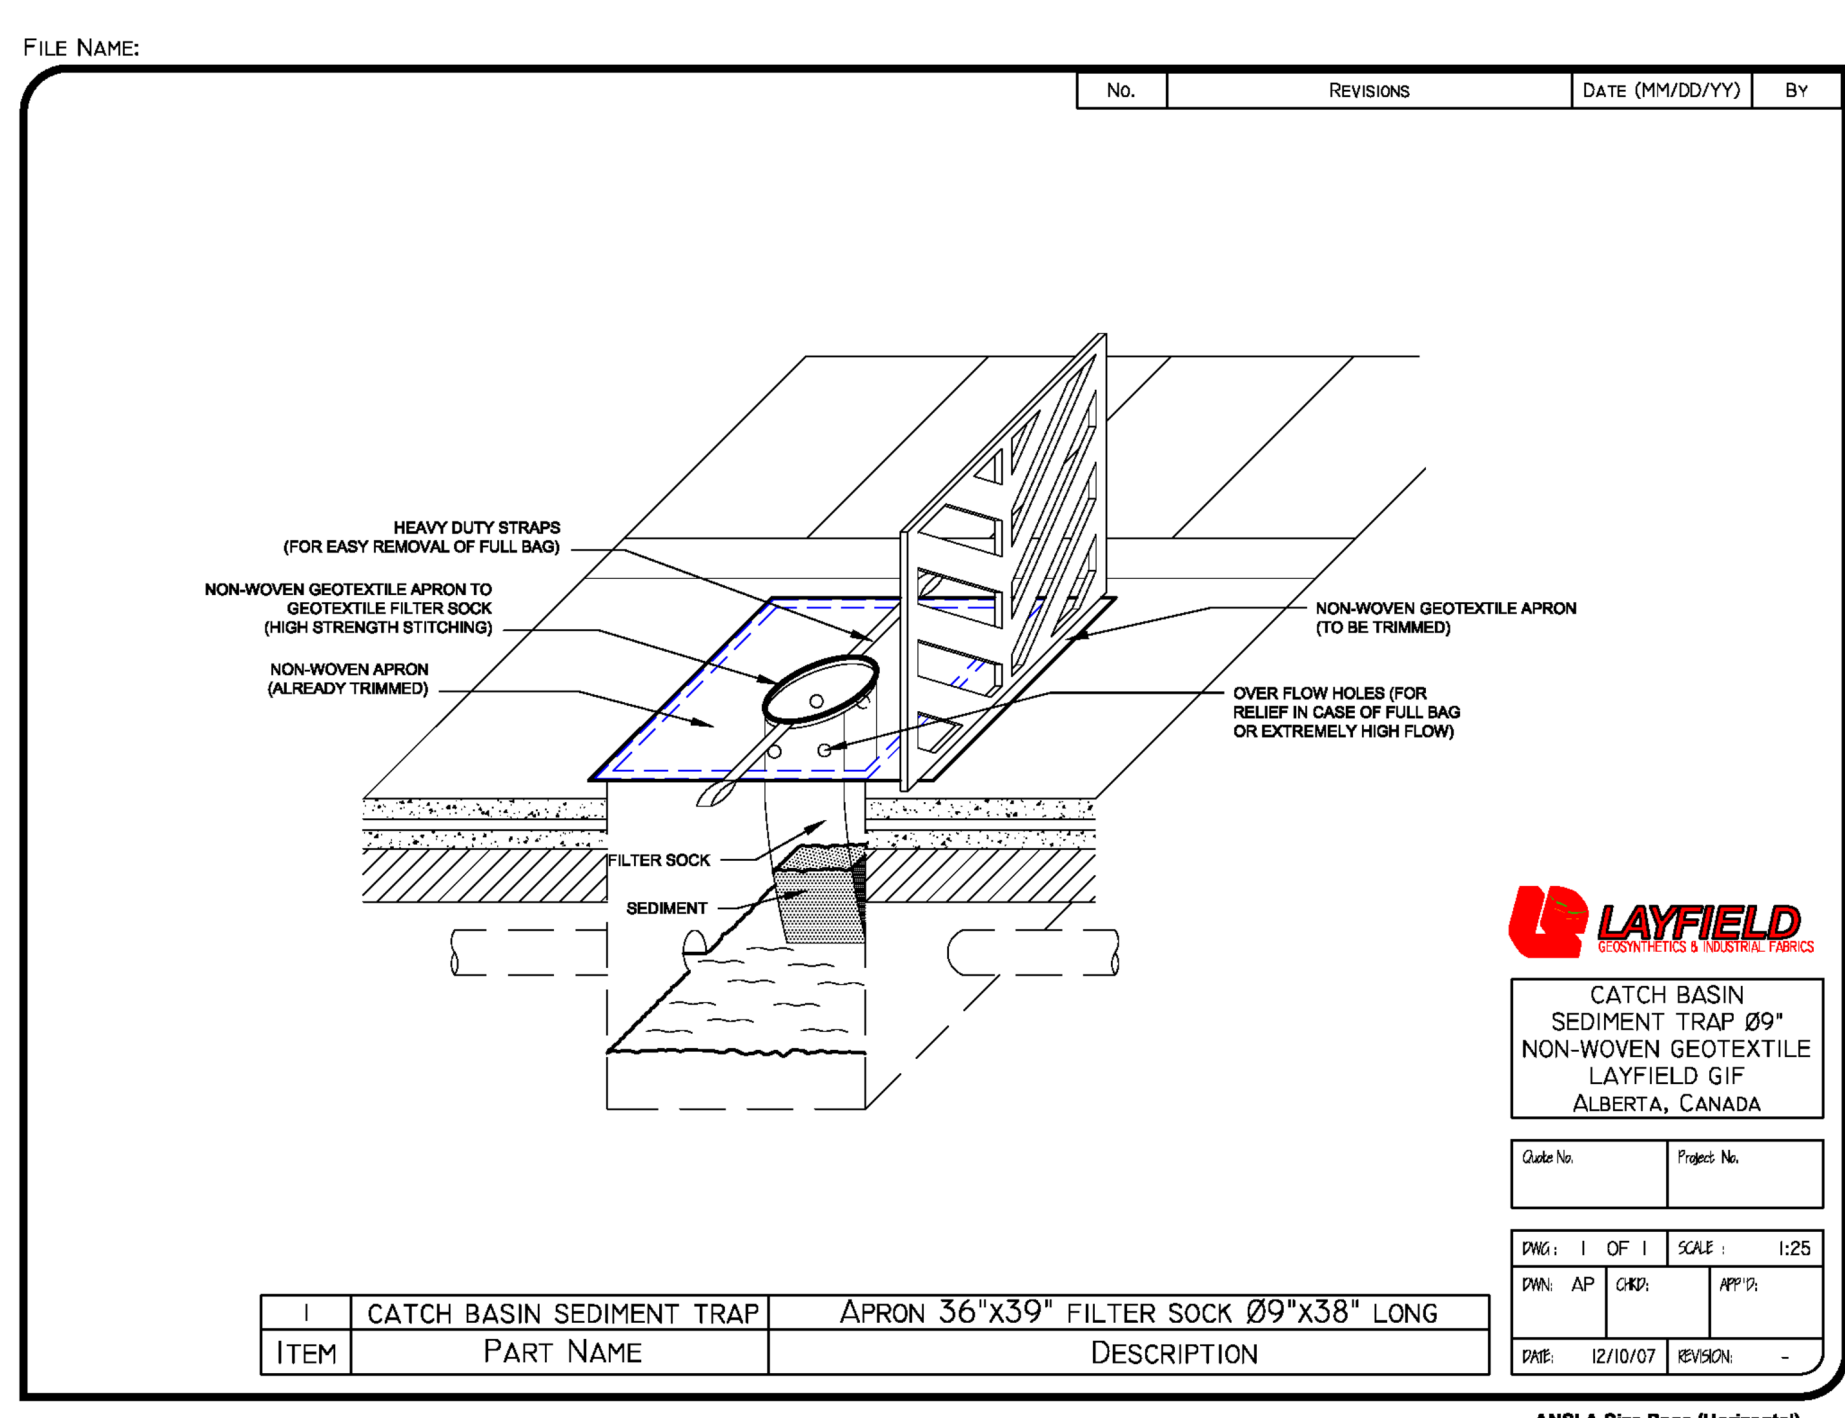 FILE NAME:
No. REVISIONS DATE (MM/DD/YY) BY
HEAVY DUTY STRAPS
(FOR EASY REMOVAL OF FULL BAG)
NON-WOVEN GEOTEXTILE APRON TO
GEOTEXTILE FILTER SOCK
(HIGH STRENGTH STITCHING)
NON-WOVEN APRON
(ALREADY TRIMMED)
NON-WOVEN GEOTEXTILE APRON
(TO BE TRIMMED)
OVER FLOW HOLES (FOR
RELIEF IN CASE OF FULL BAG
OR EXTREMELY HIGH FLOW)
FILTER SOCK
SEDIMENT
LAYFIELD
GEOSYNTHETICS & INDUSTRIAL FABRICS
CATCH BASIN
SEDIMENT TRAP Ø9"
NON-WOVEN GEOTEXTILE
LAYFIELD GIF
ALBERTA, CANADA
Quote No. Project No.
DWG: 1 OF 1 SCALE : 1:25
DWN: AP CHKD: APP'D:
DATE: 12/10/07 REVISION: -
1 CATCH BASIN SEDIMENT TRAP APRON 36"X39" FILTER SOCK Ø9"X38" LONG
ITEM PART NAME DESCRIPTION
ANSI A Size Page (Horizontal)